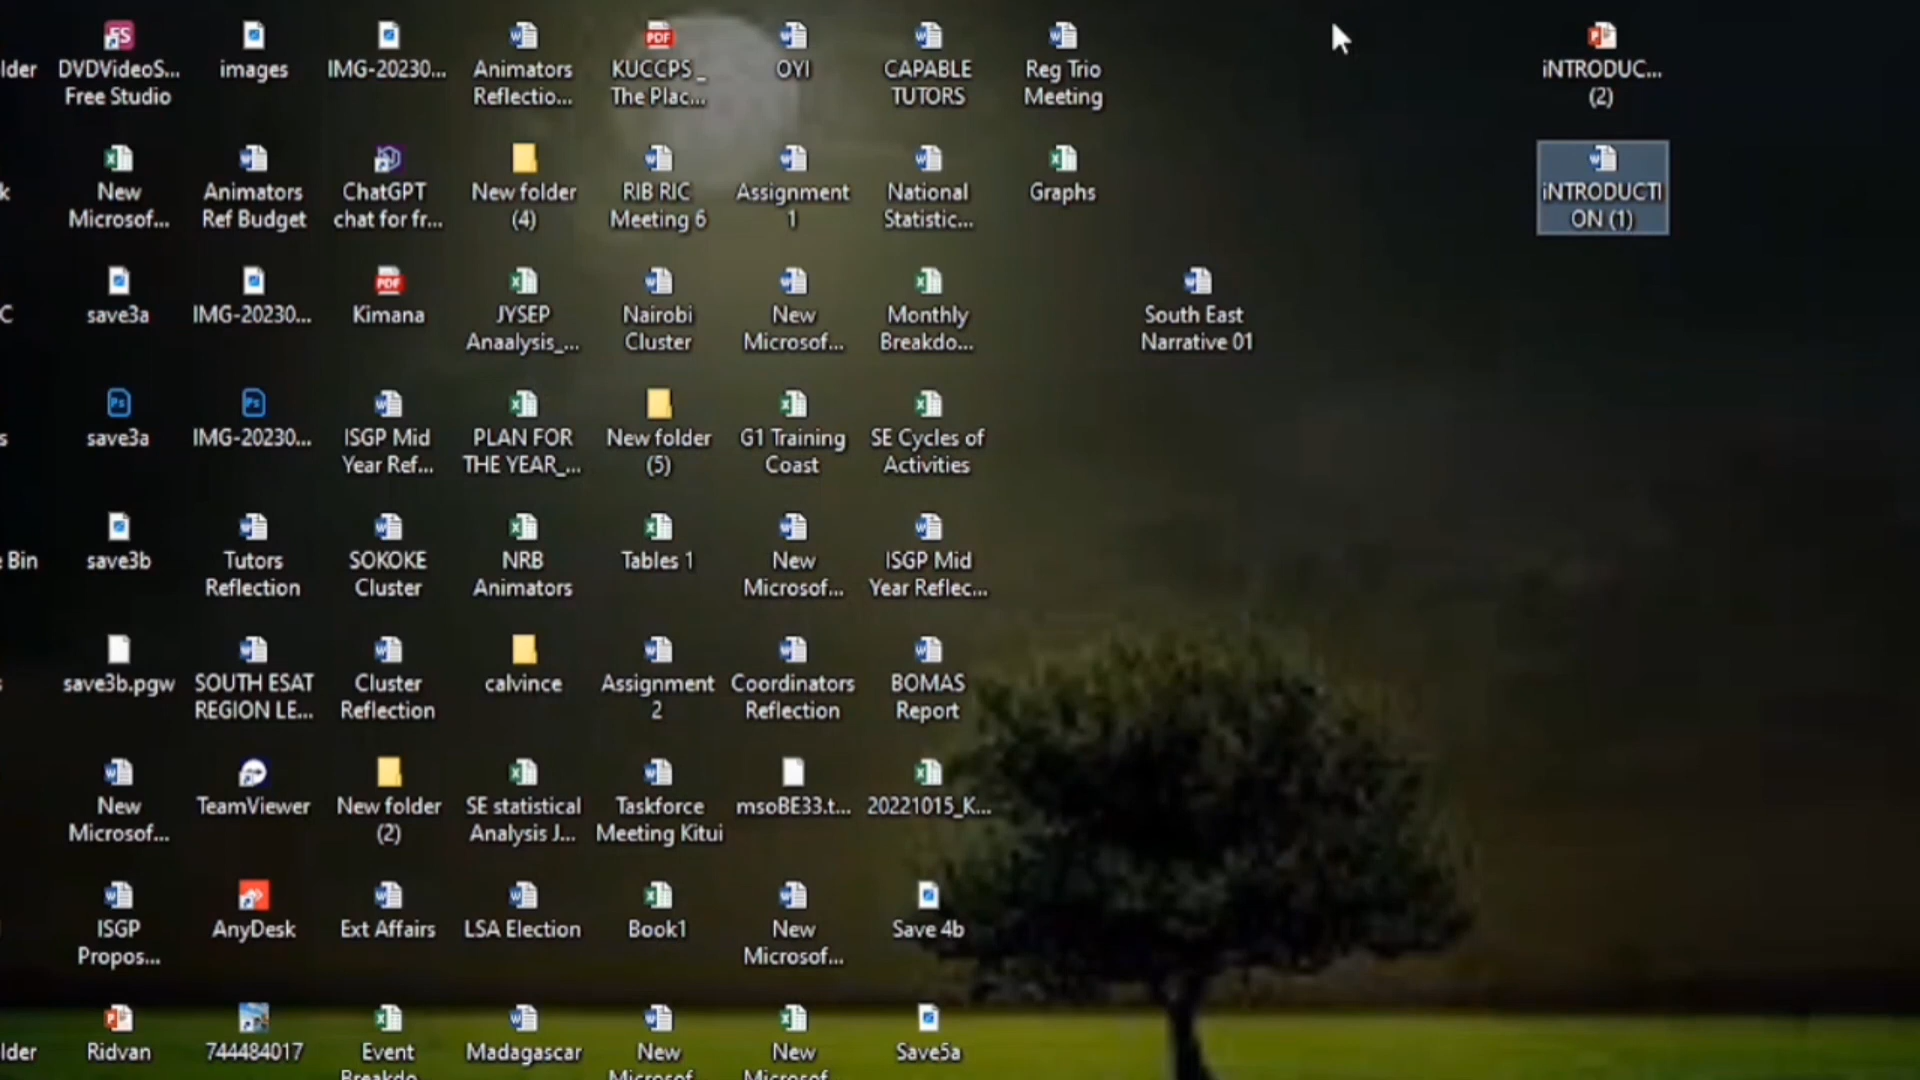 lder
DVDVideoS...
Free Studio
images
IMG-20230...
Animators
Reflectio...
KUCCPS _
The Plac...
OYI
CAPABLE
TUTORS
Reg Trio
Meeting
iNTRODUC...
(2)
k
New
Microsof...
Animators
Ref Budget
ChatGPT
chat for fr...
New folder
(4)
RIB RIC
Meeting 6
Assignment
1
National
Statistic...
Graphs
iNTRODUCTI
ON (1)
C
save3a
IMG-20230...
Kimana
JYSEP
Anaalysis_...
Nairobi
Cluster
New
Microsof...
Monthly
Breakdo...
South East
Narrative 01
s
save3a
IMG-20230...
ISGP Mid
Year Ref...
PLAN FOR
THE YEAR_...
New folder
(5)
G1 Training
Coast
SE Cycles of
Activities
e Bin
save3b
Tutors
Reflection
SOKOKE
Cluster
NRB
Animators
Tables 1
New
Microsof...
ISGP Mid
Year Reflec...
s
save3b.pgw
SOUTH ESAT
REGION LE...
Cluster
Reflection
calvince
Assignment
2
Coordinators
Reflection
BOMAS
Report
New
Microsof...
TeamViewer
New folder
(2)
SE statistical
Analysis J...
Taskforce
Meeting Kitui
msoBE33.t...
20221015_K...
ISGP
Propos...
AnyDesk
Ext Affairs
LSA Election
Book1
New
Microsof...
Save 4b
lder
Ridvan
744484017
Event
Breakdo...
Madagascar
New
Microsof...
New
Microsof...
Save5a